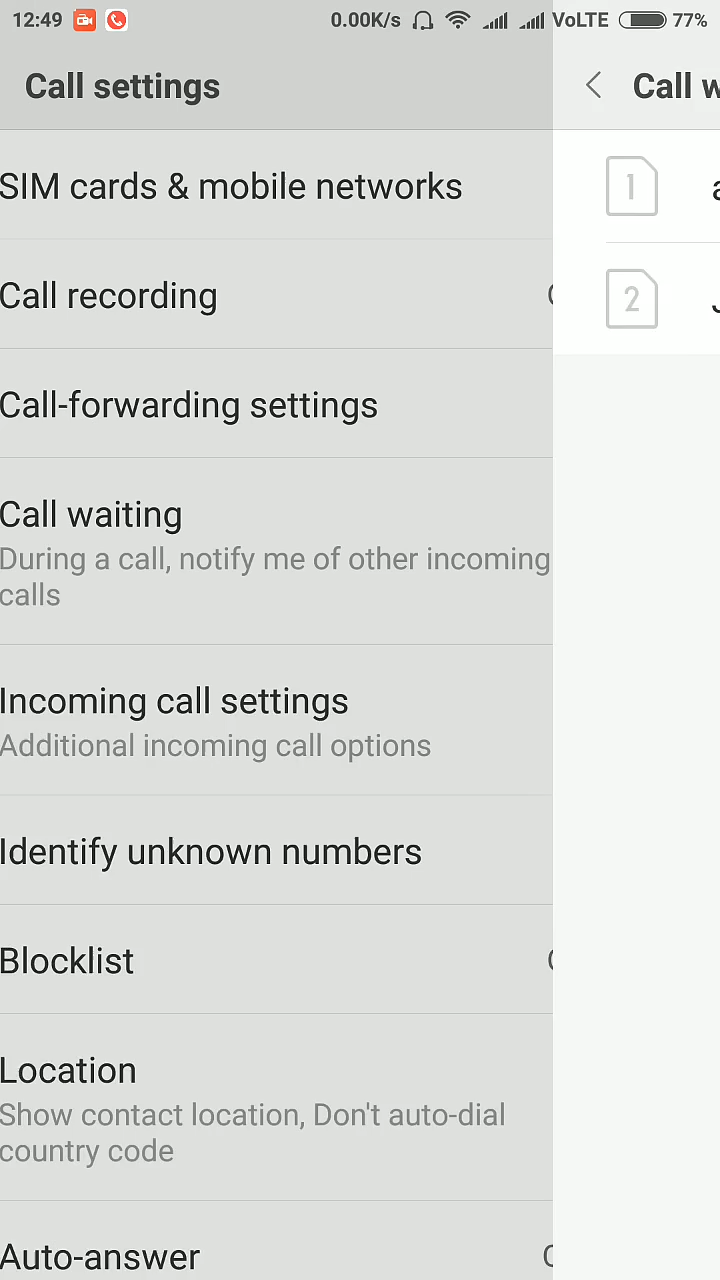 12:49 0.00K/s VoLTE 77%
Call settings
SIM cards & mobile networks
Call recording
Call-forwarding settings
Call waiting
During a call, notify me of other incoming
calls
Incoming call settings
Additional incoming call options
Identify unknown numbers
Blocklist
Location
Show contact location, Don't auto-dial
country code
Auto-answer
Call
1
2